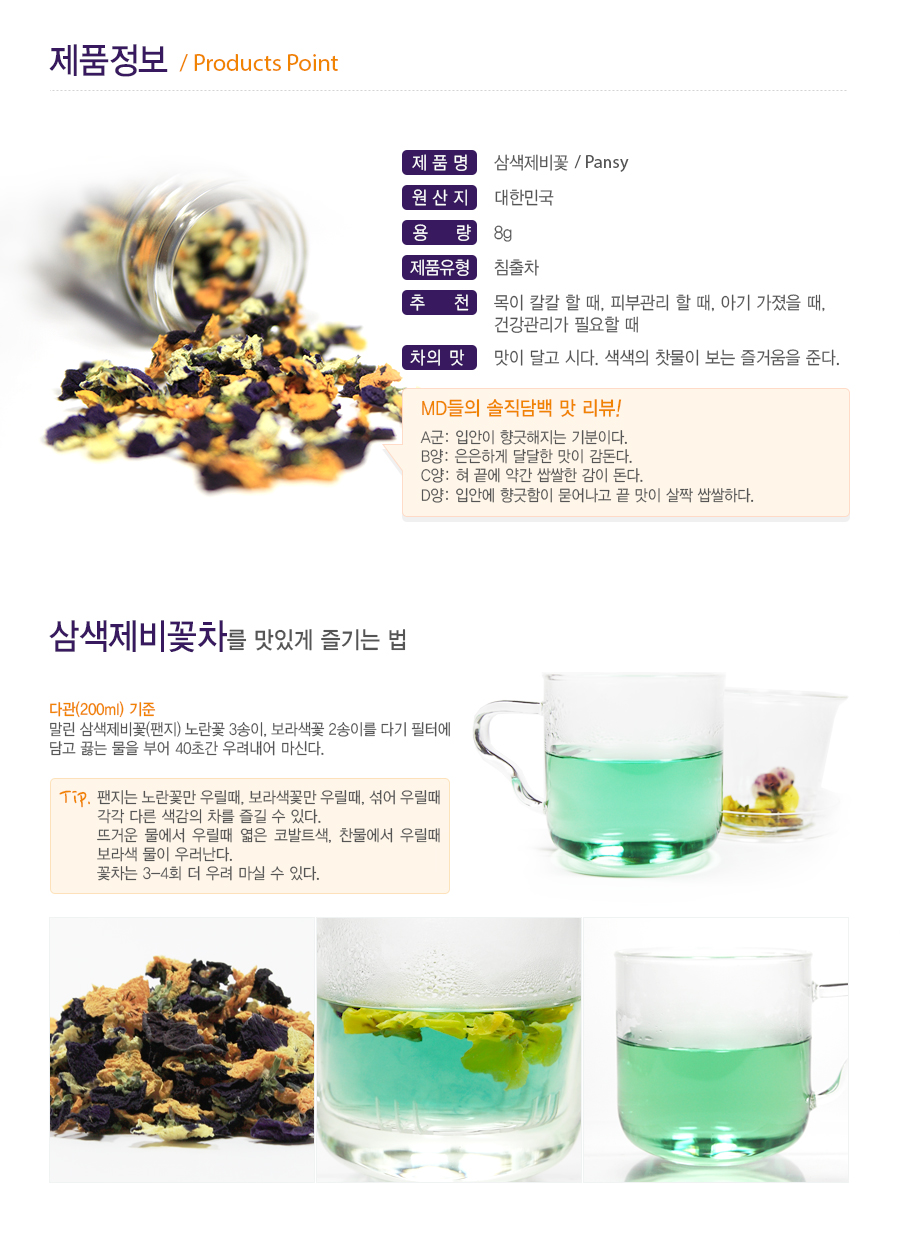 제품정보 / Products Point
제 품 명 삼색제비꽃 / Pansy
원 산 지 대한민국
용 량 8g
제품유형 침출차
추 천 목이 칼칼 할 때, 피부관리 할 때, 아기 가졌을 때,
건강관리가 필요할 때
차의 맛 맛이 달고 시다. 색색의 찻물이 보는 즐거움을 준다.
MD들의 솔직담백 맛 리뷰!
A군: 입안이 향긋해지는 기분이다.
B양: 은은하게 달달한 맛이 감돈다.
C양: 혀 끝에 약간 쌉쌀한 감이 돈다.
D양: 입안에 향긋함이 묻어나고 끝 맛이 살짝 쌉쌀하다.
삼색제비꽃차를 맛있게 즐기는 법
다관(200ml) 기준
말린 삼색제비꽃(팬지) 노란꽃 3송이, 보라색꽃 2송이를 다기 필터에
담고 끓는 물을 부어 40초간 우려내어 마신다.
Tip. 팬지는 노란꽃만 우릴때, 보라색꽃만 우릴때, 섞어 우릴때
각각 다른 색감의 차를 즐길 수 있다.
뜨거운 물에서 우릴때 엷은 코발트색, 찬물에서 우릴때
보라색 물이 우러난다.
꽃차는 3-4회 더 우려 마실 수 있다.